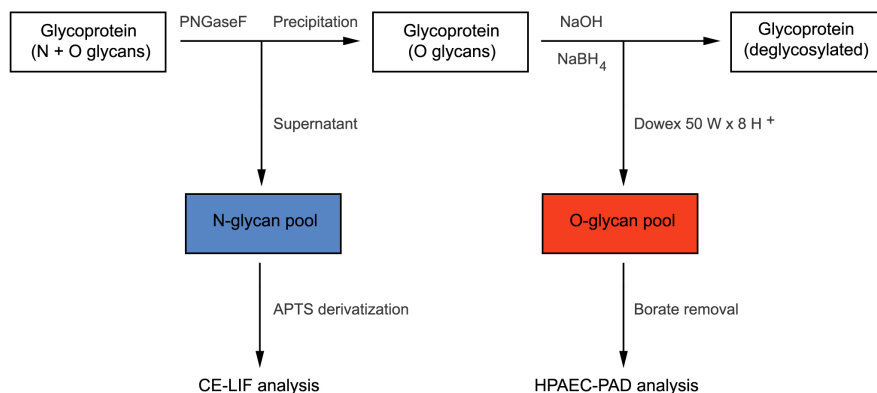 Glycoprotein
(N + O glycans)
PNGaseF
Precipitation
Glycoprotein
(O glycans)
NaOH
NaBH4
Glycoprotein
(deglycosylated)
Supernatant
Dowex 50 W x 8 H +
N-glycan pool
O-glycan pool
APTS derivatization
Borate removal
CE-LIF analysis
HPAEC-PAD analysis